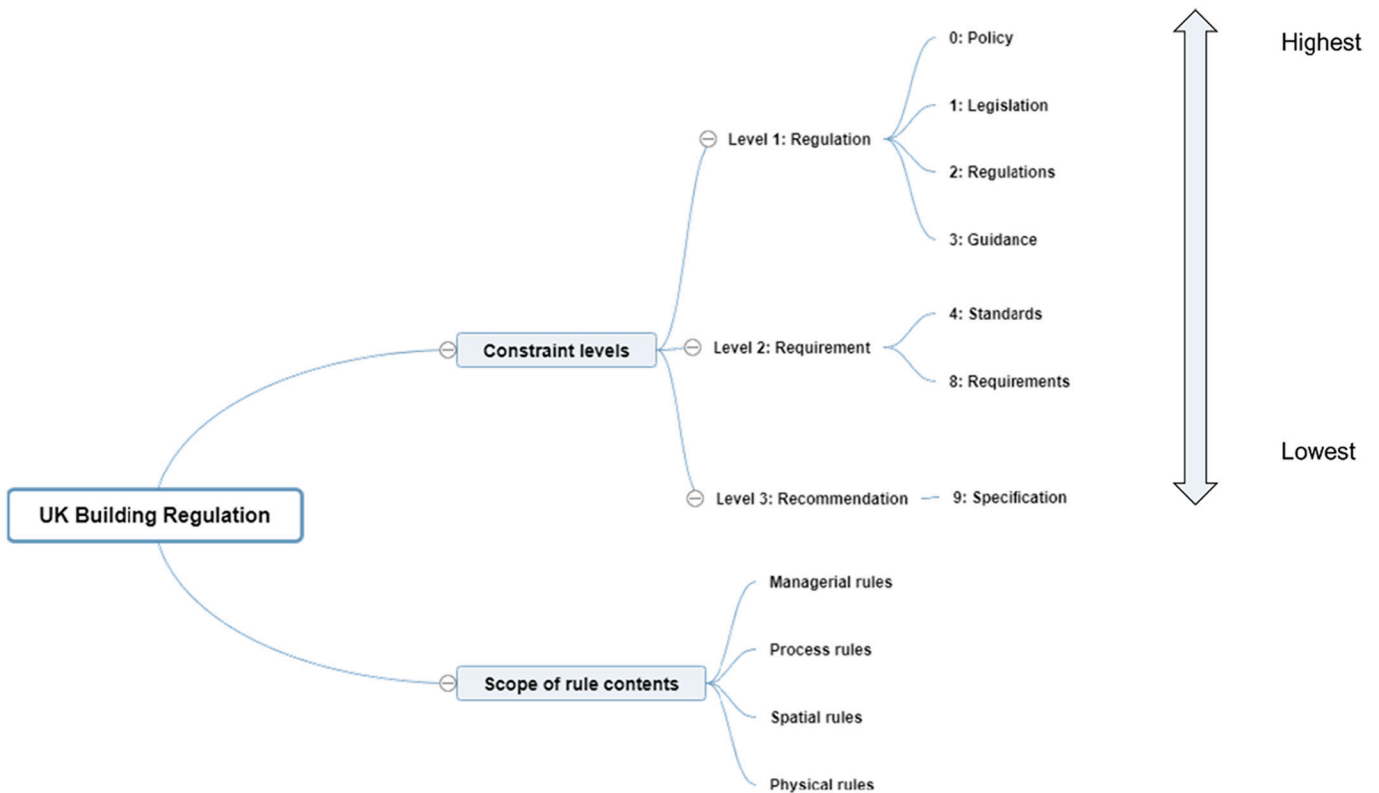 0: Policy
Highest
1: Legislation
Level 1: Regulation
2: Regulations
3: Guidance
4: Standards
Constraint levels
Level 2: Requirement
8: Requirements
Lowest
Level 3: Recommendation
9: Specification
UK Building Regulation
Managerial rules
Process rules
Scope of rule contents
Spatial rules
Physical rules